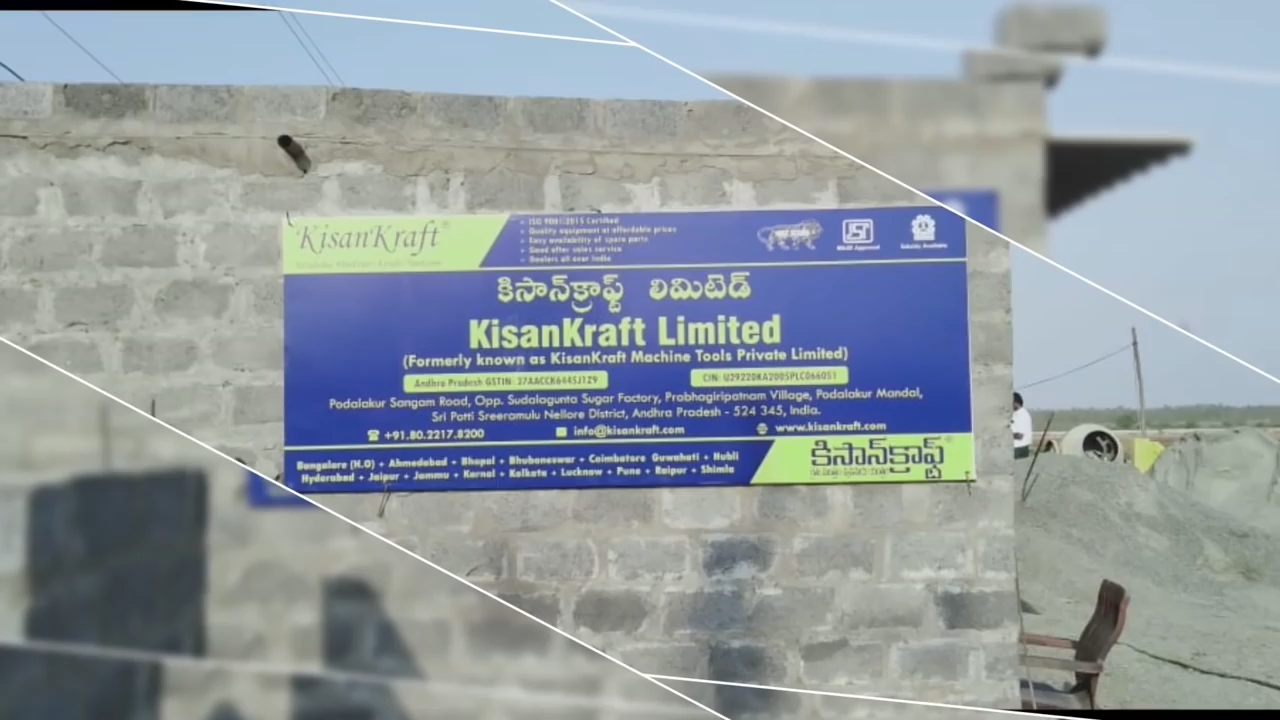 KisanKraft®
ISO 9001:2015 Certified
Quality equipment at affordable prices
Easy availability of spare parts
Good after sales service
Dealers all over India
కిసాన్‌క్రాఫ్ట్ లిమిటెడ్
KisanKraft Limited
(Formerly known as KisanKraft Machine Tools Private Limited)
Andhra Pradesh GSTIN: 37AACCK6445J1Z9
CIN: U29220KA2005PLC066051
Podalakur Sangam Road, Opp. Sudalagunta Sugar Factory, Prabhagiripatnam Village, Podalakur Mandal,
Sri Potti Sreeramulu Nellore District, Andhra Pradesh - 524 345, India.
+91.80.2217.8200 info@kisankraft.com www.kisankraft.com
Bangalore (H.O) + Ahmedabad + Bhopal + Bhubaneswar + Coimbatore Guwahati + Hubli
Hyderabad + Jaipur + Jammu + Karnal + Kolkata + Lucknow + Pune + Raipur + Shimla
కిసాన్‌క్రాఫ్ట్®